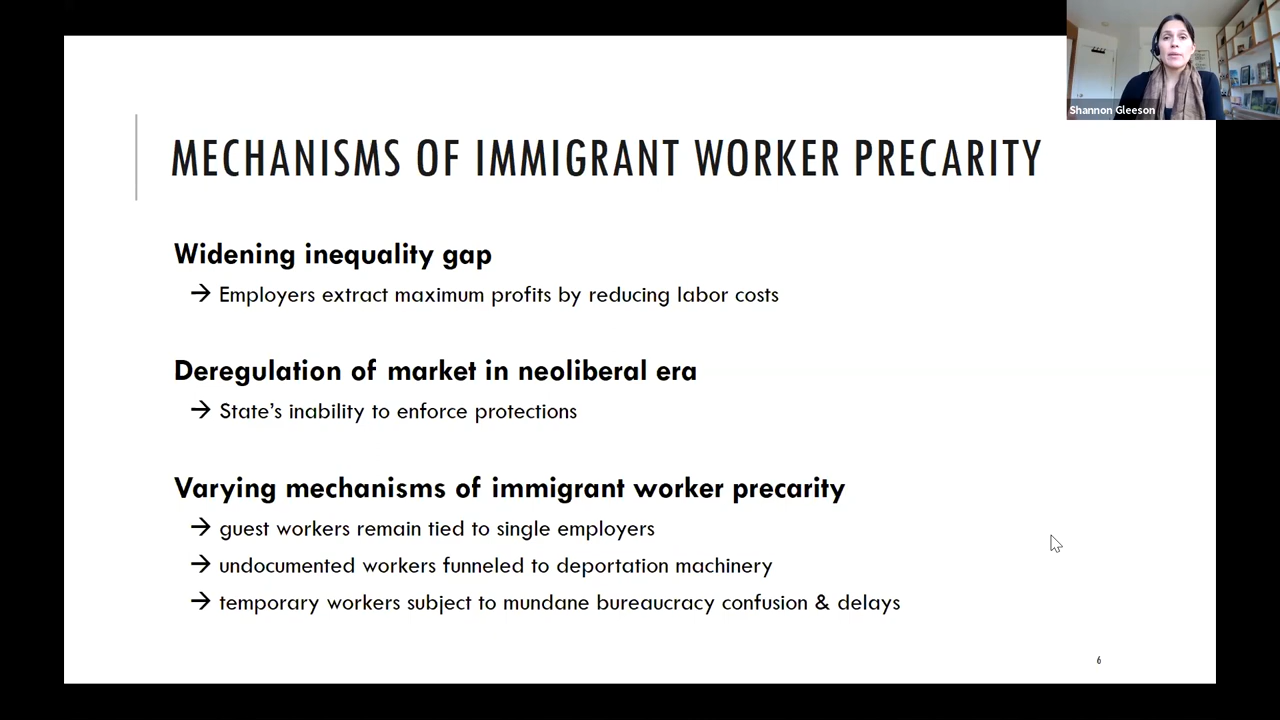 Shannon Gleeson
MECHANISMS OF IMMIGRANT WORKER PRECARITY
Widening inequality gap
→ Employers extract maximum profits by reducing labor costs
Deregulation of market in neoliberal era
→ State's inability to enforce protections
Varying mechanisms of immigrant worker precarity
→ guest workers remain tied to single employers
→ undocumented workers funneled to deportation machinery
→ temporary workers subject to mundane bureaucracy confusion & delays
6